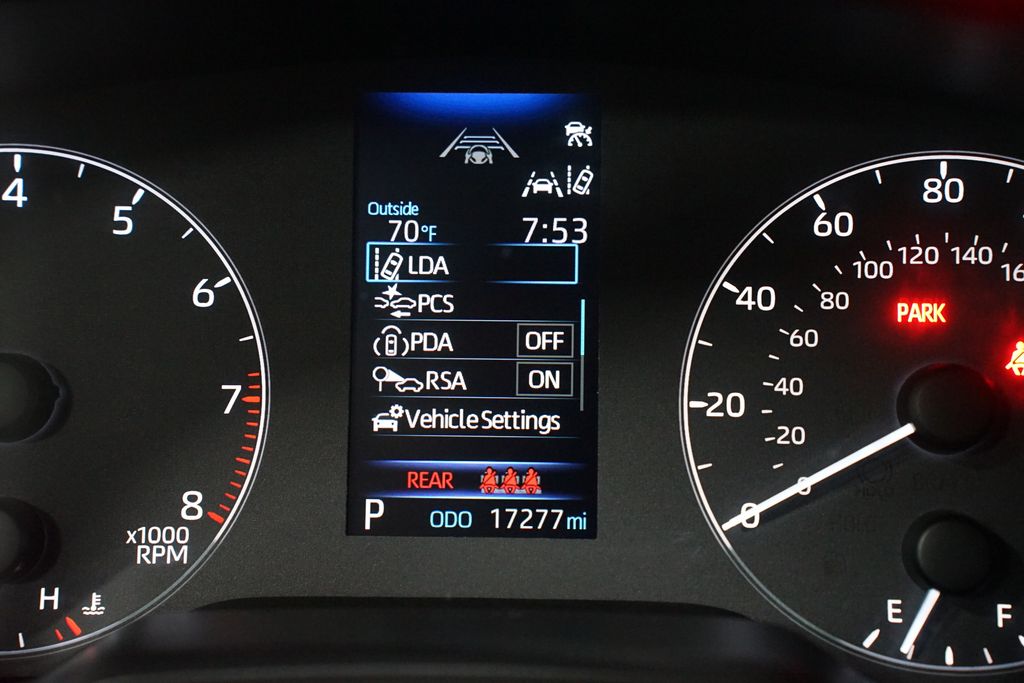 4
5
6
7
8
x1000
RPM
H
Outside
70°F
7:53
LDA
PCS
PDA OFF
RSA ON
Vehicle Settings
REAR
P ODO 17277 mi
80
60
40
20
0
120
140
100
80
60
40
20
0
PARK
E
F